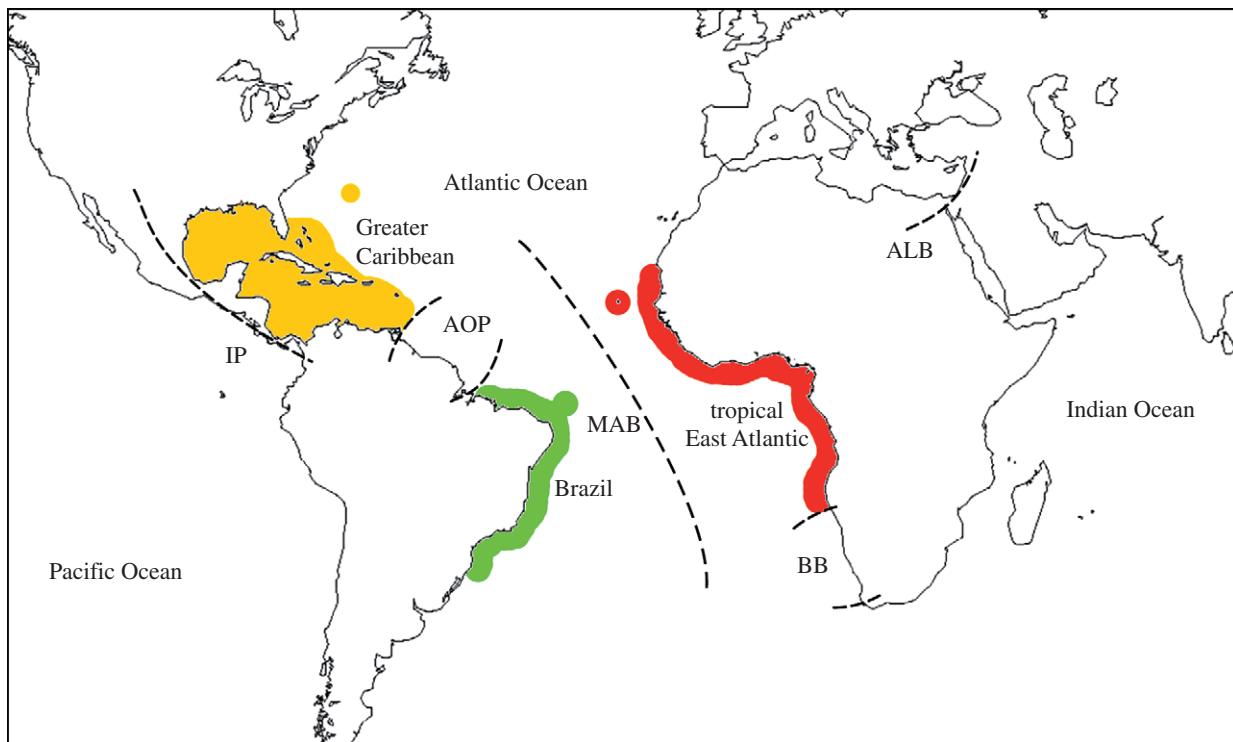 Atlantic Ocean
Greater
Caribbean
ALB
AOP
IP
tropical
East Atlantic
MAB
Indian Ocean
Brazil
BB
Pacific Ocean